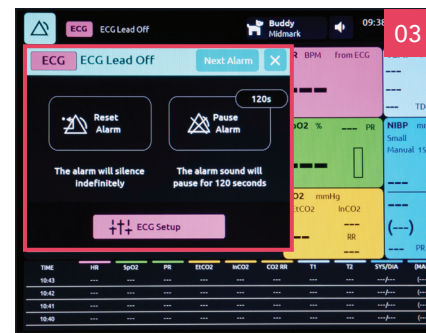 ECG ECG Lead Off
Buddy
Midmark
09:38
03
ECG ECG Lead Off
Next Alarm
BPM from ECG
120s
Reset
Alarm
Pause
Alarm
The alarm will silence
indefinitely
The alarm sound will
pause for 120 seconds
ECG Setup
---
---
---
---
TD
% --- PR
NIBP
Small
Manual 15
---
---
mmHg
EtCO2 InCO2
---
RR
---
---
(--)
--- PR
TIME HR SpO2 PR EtCO2 InCO2 CO2 RR T1 T2 SYS/DIA (MA
10:43 --- --- --- --- --- --- --- --- ---/--- (--
10:42 --- --- --- --- --- --- --- --- ---/--- (--
10:41 --- --- --- --- --- --- --- --- ---/--- (--
10:40 --- --- --- --- --- --- --- --- ---/--- (--